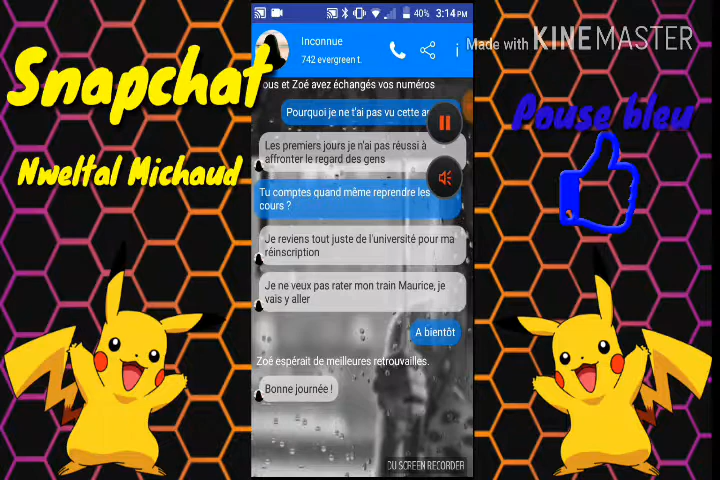 Snapchat
Nweltal Michaud
40% 3:14 PM
Inconnue
742 evergreen t.
Made with KINEMASTER
Pouse bleu
ous et Zoé avez échangés vos numéros
Pourquoi je ne t'ai pas vu cette
Les premiers jours je n'ai pas réussi à
affronter le regard des gens
Tu comptes quand même reprendre les
cours ?
Je reviens tout juste de l'université pour ma
réinscription
Je ne veux pas rater mon train Maurice, je
vais y aller
A bientôt
Zoé espérait de meilleures retrouvailles.
Bonne journée !
DU SCREEN RECORDER